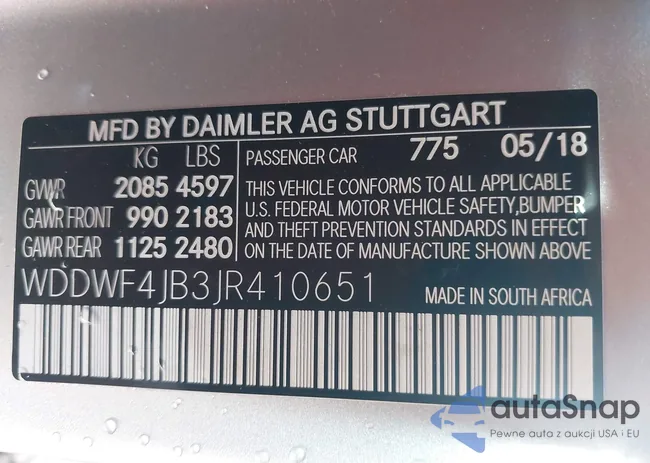 MFD BY DAIMLER AG STUTTGART
KG LBS
GVWR 2085 4597
GAWR FRONT 990 2183
GAWR REAR 1125 2480
PASSENGER CAR 775 05/18
THIS VEHICLE CONFORMS TO ALL APPLICABLE
U.S. FEDERAL MOTOR VEHICLE SAFETY,BUMPER
AND THEFT PREVENTION STANDARDS IN EFFECT
ON THE DATE OF MANUFACTURE SHOWN ABOVE.
WDDWF4JB3JR410651
MADE IN SOUTH AFRICA
autaSnap
Pewne auta z aukcji USA i EU